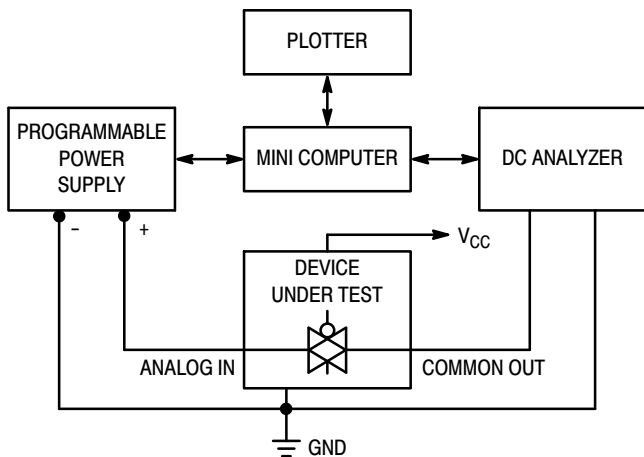 PLOTTER
PROGRAMMABLE
POWER
SUPPLY
MINI COMPUTER
DC ANALYZER
– +
VCC
DEVICE
UNDER TEST
ANALOG IN
COMMON OUT
GND